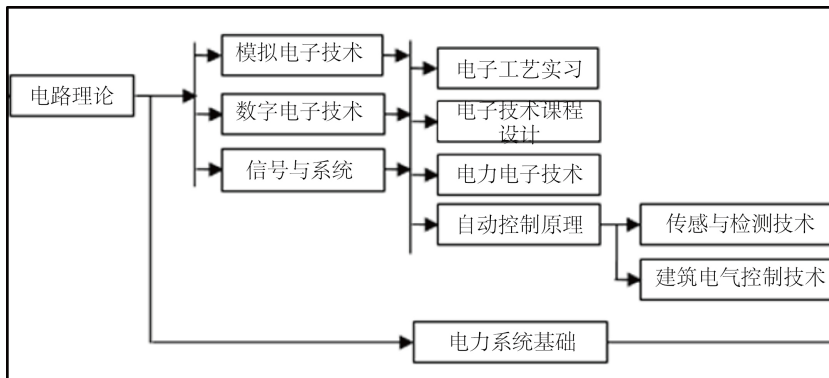 模拟电子技术
电子工艺实习
电路理论
数字电子技术
电子技术课程
设计
信号与系统
电力电子技术
自动控制原理
传感与检测技术
建筑电气控制技术
电力系统基础